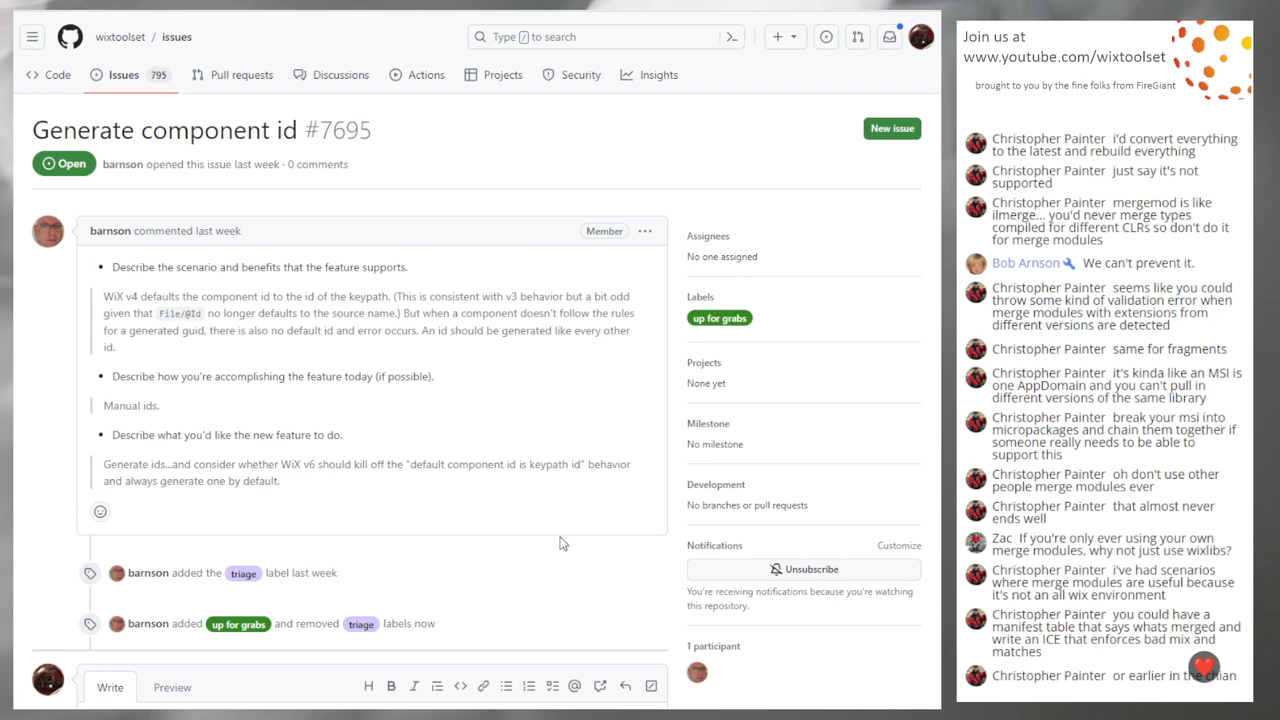 wixtoolset / issues
Type / to search
Code
Issues 795
Pull requests
Discussions
Actions
Projects
Security
Insights
Generate component id #7695
New issue
Open
barnson opened this issue last week · 0 comments
barnson commented last week
Member
• Describe the scenario and benefits that the feature supports.
WiX v4 defaults the component id to the id of the keypath. (This is consistent with v3 behavior but a bit odd
given that File/@Id no longer defaults to the source name.) But when a component doesn't follow the rules
for a generated guid, there is also no default id and error occurs. An id should be generated like every other
id.
• Describe how you're accomplishing the feature today (if possible).
Manual ids.
• Describe what you'd like the new feature to do.
Generate ids...and consider whether WiX v6 should kill off the "default component id is keypath id" behavior
and always generate one by default.
barnson added the triage label last week
barnson added up for grabs and removed triage labels now
Write
Preview
Assignees
No one assigned
Labels
up for grabs
Projects
None yet
Milestone
No milestone
Development
No branches or pull requests
Notifications
Customize
Unsubscribe
You're receiving notifications because you're watching
this repository.
1 participant
Join us at
www.youtube.com/wixtoolset
brought to you by the fine folks from FireGiant
Christopher Painter i'd convert everything
to the latest and rebuild everything
Christopher Painter just say it's not
supported
Christopher Painter mergemod is like
ilmerge... you'd never merge types
compiled for different CLRs so don't do it
for merge modules
Bob Arnson We can't prevent it.
Christopher Painter seems like you could
throw some kind of validation error when
merge modules with extensions from
different versions are detected
Christopher Painter same for fragments
Christopher Painter it's kinda like an MSI is
one AppDomain and you can't pull in
different versions of the same library
Christopher Painter break your msi into
micropackages and chain them together if
someone really needs to be able to
support this
Christopher Painter oh don't use other
people merge modules ever
Christopher Painter that almost never
ends well
Zac If you're only ever using your own
merge modules, why not just use wixlibs?
Christopher Painter i've had scenarios
where merge modules are useful because
it's not an all wix environment
Christopher Painter you could have a
manifest table that says whats merged and
write an ICE that enforces bad mix and
matches
Christopher Painter or earlier in the chian